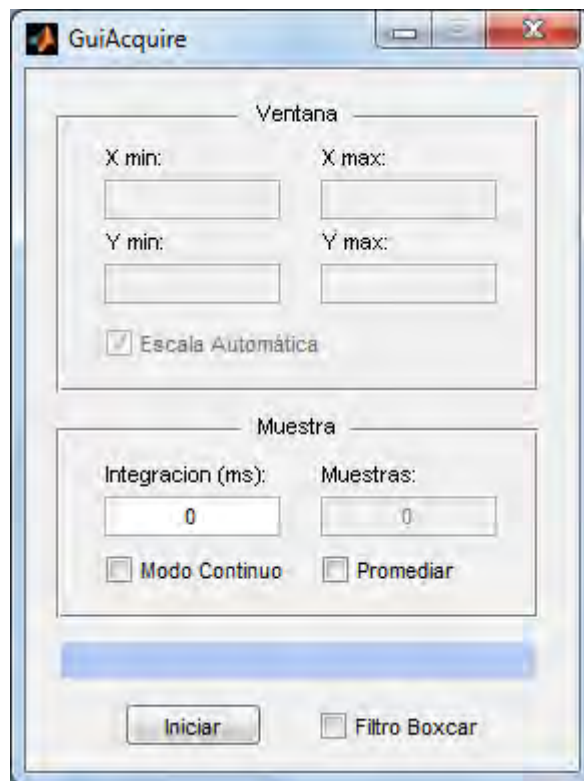 GuiAcquire
Ventana
X min: X max:
Y min: Y max:
Escala Automática
Muestra
Integracion (ms): Muestras:
0 0
Modo Continuo Promediar
Iniciar Filtro Boxcar